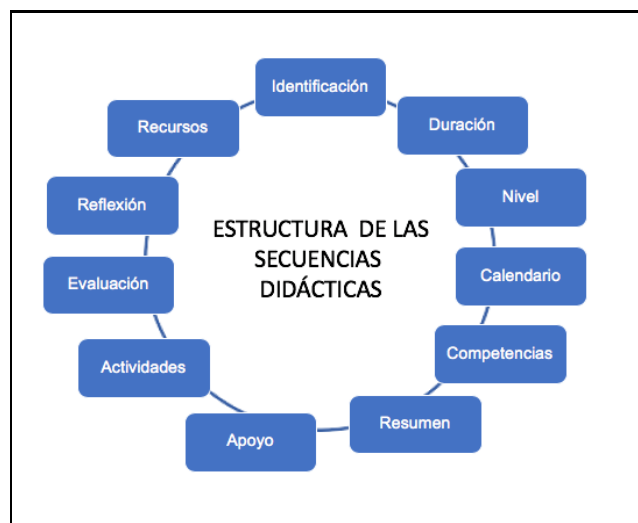 Identificación
Duración
Nivel
Calendario
Competencias
Resumen
Apoyo
Actividades
Evaluación
Reflexión
Recursos
ESTRUCTURA DE LAS
SECUENCIAS
DIDÁCTICAS